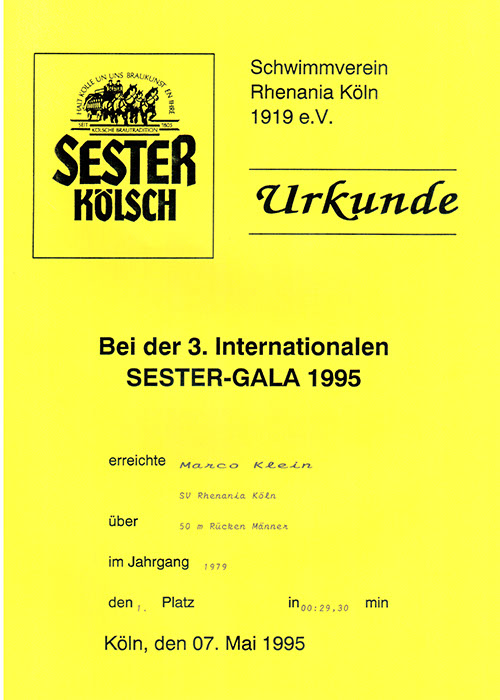 HALT KÖLLE UN UNS BRAUKUNST EN IHRE
SEIT 1805
KÖLSCHE BRAUTRADITION
SESTER
KÖLSCH
Schwimmverein
Rhenania Köln
1919 e.V.
Urkunde
Bei der 3. Internationalen
SESTER-GALA 1995
erreichte Marco Klein
SV Rhenania Köln
über 50 m Rücken Männer
im Jahrgang 1979
den 1. Platz in 00:29,30 min
Köln, den 07. Mai 1995